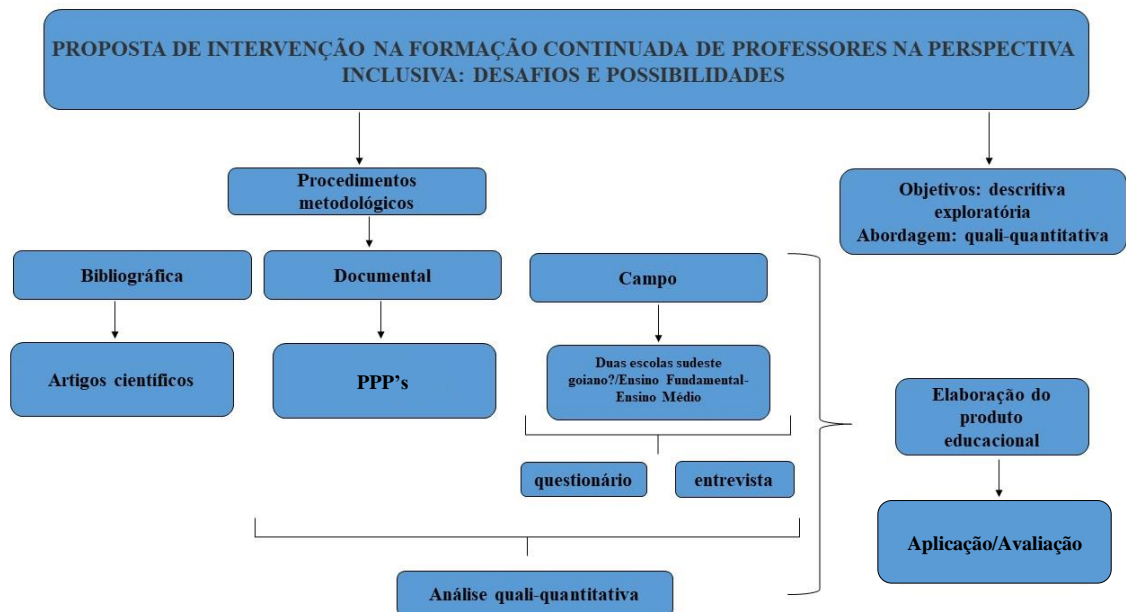 PROPOSTA DE INTERVENÇÃO NA FORMAÇÃO CONTINUADA DE PROFESSORES NA PERSPECTIVA
INCLUSIVA: DESAFIOS E POSSIBILIDADES
Procedimentos
metodológicos
Objetivos: descritiva
exploratória
Abordagem: quali-quantitativa
Bibliográfica
Documental
Campo
Artigos científicos
PPP’s
Duas escolas sudeste
goiano?/Ensino Fundamental-
Ensino Médio
Elaboração do
produto
educacional
questionário
entrevista
Aplicação/Avaliação
Análise quali-quantitativa